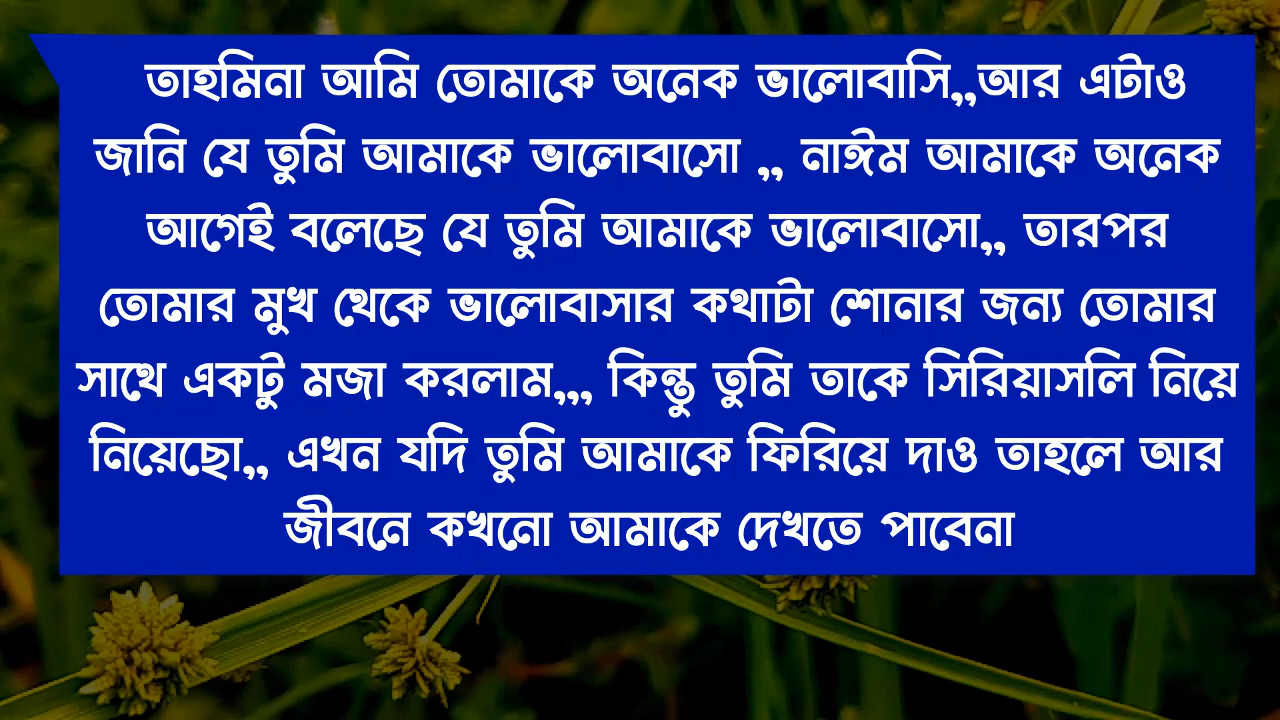 তাহমিনা আমি তোমাকে অনেক ভালোবাসি,,আর এটাও
জানি যে তুমি আমাকে ভালোবাসো ,, নাঈম আমাকে অনেক
আগেই বলেছে যে তুমি আমাকে ভালোবাসো,, তারপর
তোমার মুখ থেকে ভালোবাসার কথাটা শোনার জন্য তোমার
সাথে একটু মজা করলাম,,, কিন্তু তুমি তাকে সিরিয়াসলি নিয়ে
নিয়েছো,, এখন যদি তুমি আমাকে ফিরিয়ে দাও তাহলে আর
জীবনে কখনো আমাকে দেখতে পাবেনা